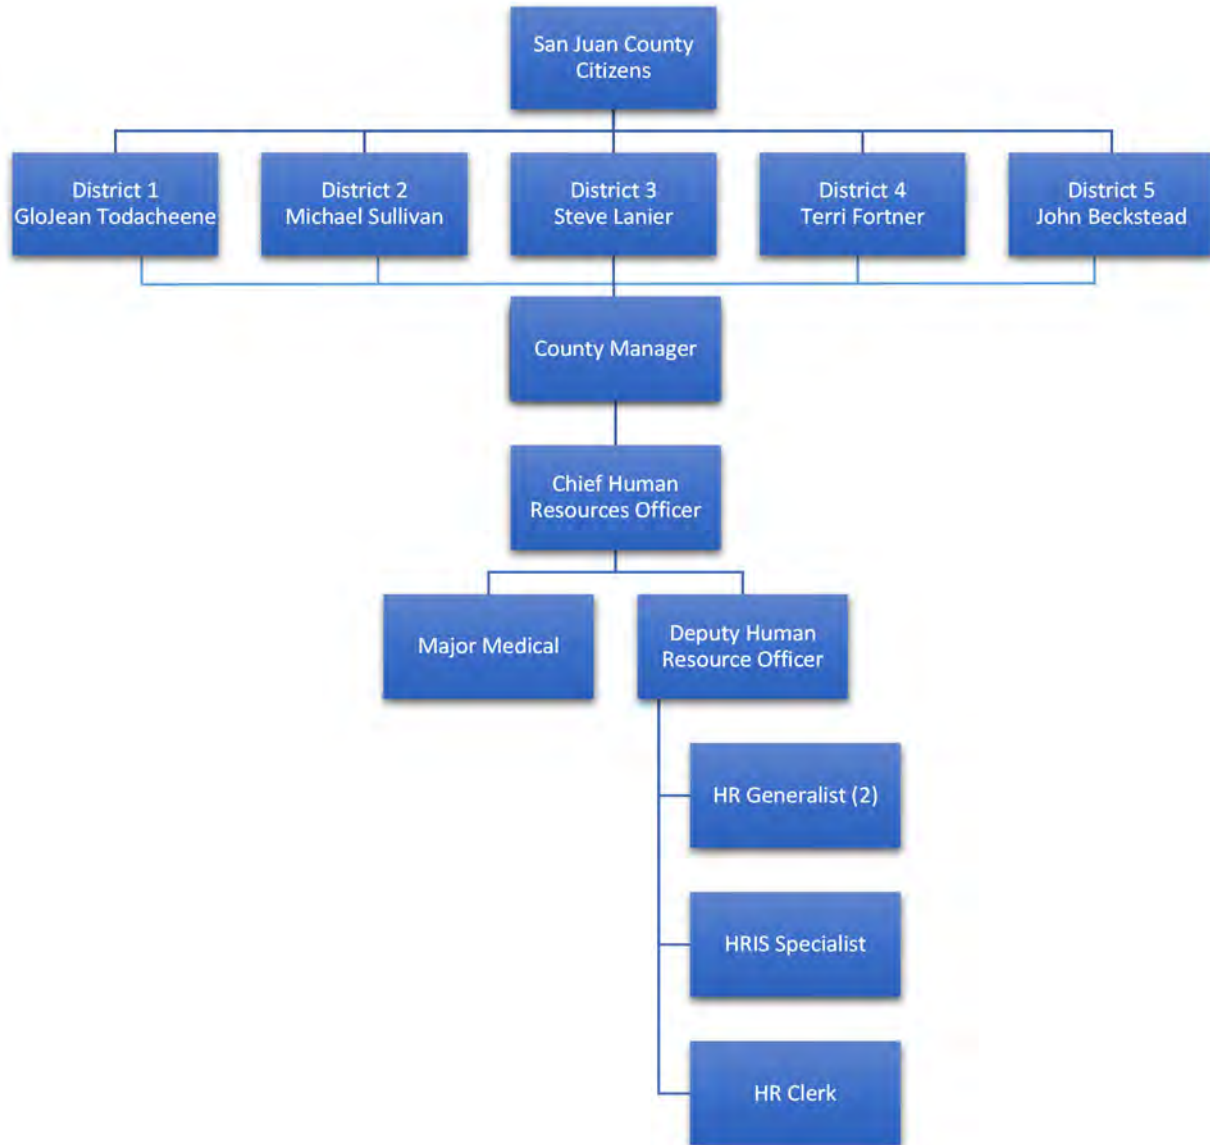 San Juan County
Citizens
District 1
GloJean Todacheene
District 2
Michael Sullivan
District 3
Steve Lanier
District 4
Terri Fortner
District 5
John Beckstead
County Manager
Chief Human
Resources Officer
Major Medical
Deputy Human
Resource Officer
HR Generalist (2)
HRIS Specialist
HR Clerk